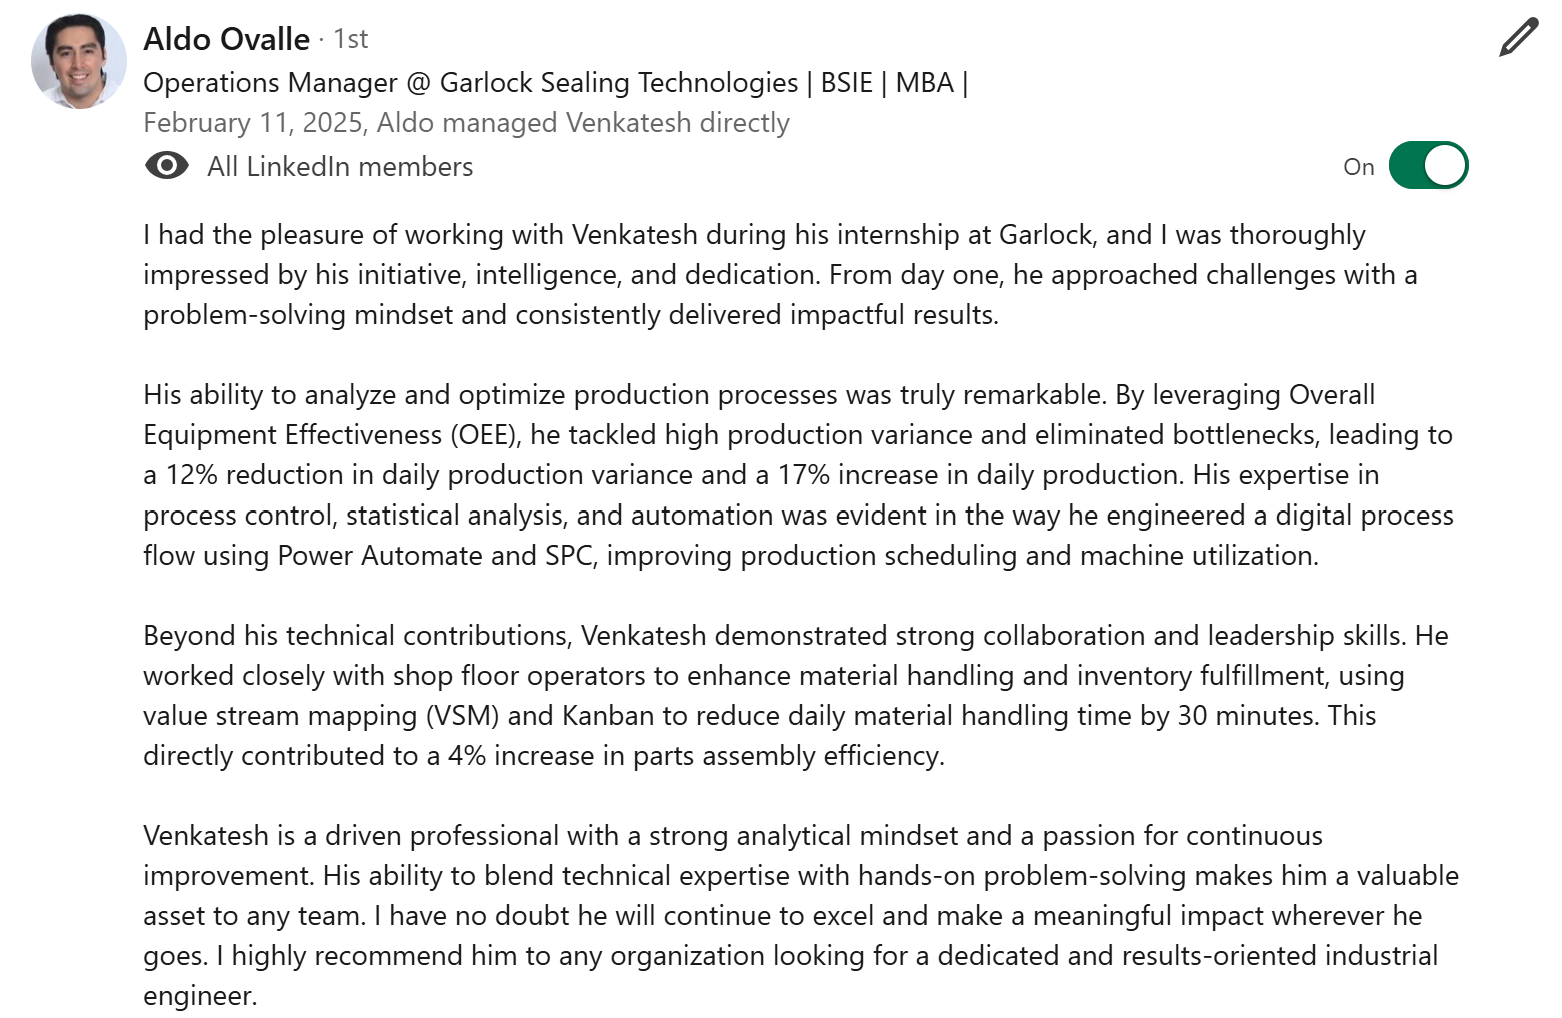 Aldo Ovalle · 1st
Operations Manager @ Garlock Sealing Technologies | BSIE | MBA |
February 11, 2025, Aldo managed Venkatesh directly
All LinkedIn members
On
I had the pleasure of working with Venkatesh during his internship at Garlock, and I was thoroughly
impressed by his initiative, intelligence, and dedication. From day one, he approached challenges with a
problem-solving mindset and consistently delivered impactful results.
His ability to analyze and optimize production processes was truly remarkable. By leveraging Overall
Equipment Effectiveness (OEE), he tackled high production variance and eliminated bottlenecks, leading to
a 12% reduction in daily production variance and a 17% increase in daily production. His expertise in
process control, statistical analysis, and automation was evident in the way he engineered a digital process
flow using Power Automate and SPC, improving production scheduling and machine utilization.
Beyond his technical contributions, Venkatesh demonstrated strong collaboration and leadership skills. He
worked closely with shop floor operators to enhance material handling and inventory fulfillment, using
value stream mapping (VSM) and Kanban to reduce daily material handling time by 30 minutes. This
directly contributed to a 4% increase in parts assembly efficiency.
Venkatesh is a driven professional with a strong analytical mindset and a passion for continuous
improvement. His ability to blend technical expertise with hands-on problem-solving makes him a valuable
asset to any team. I have no doubt he will continue to excel and make a meaningful impact wherever he
goes. I highly recommend him to any organization looking for a dedicated and results-oriented industrial
engineer.